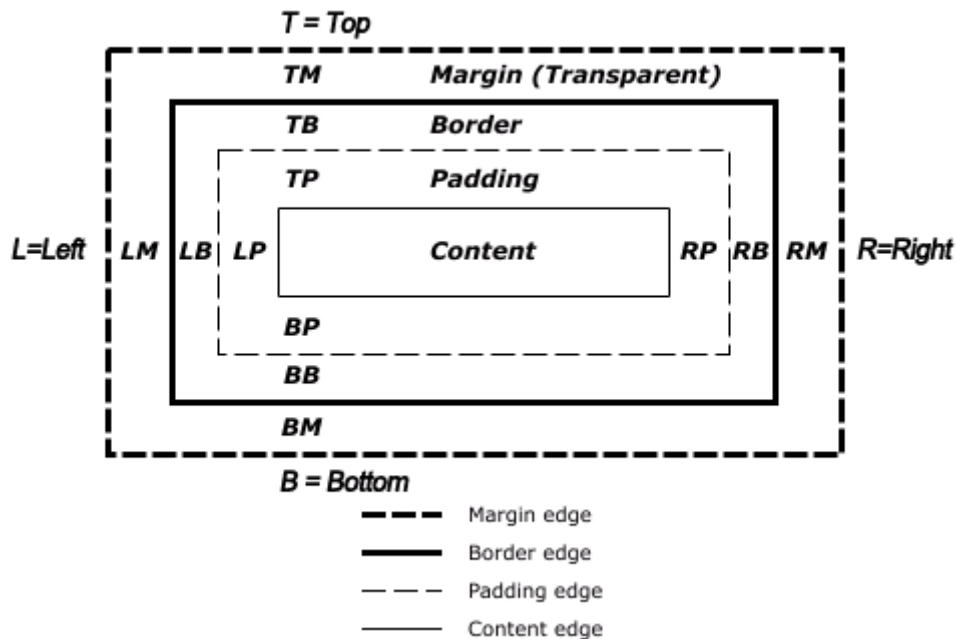 T = Top
TM Margin (Transparent)
TB Border
TP Padding
L=Left LM LB LP Content RP RB RM R=Right
BP
BB
BM
B = Bottom
Margin edge
Border edge
Padding edge
Content edge